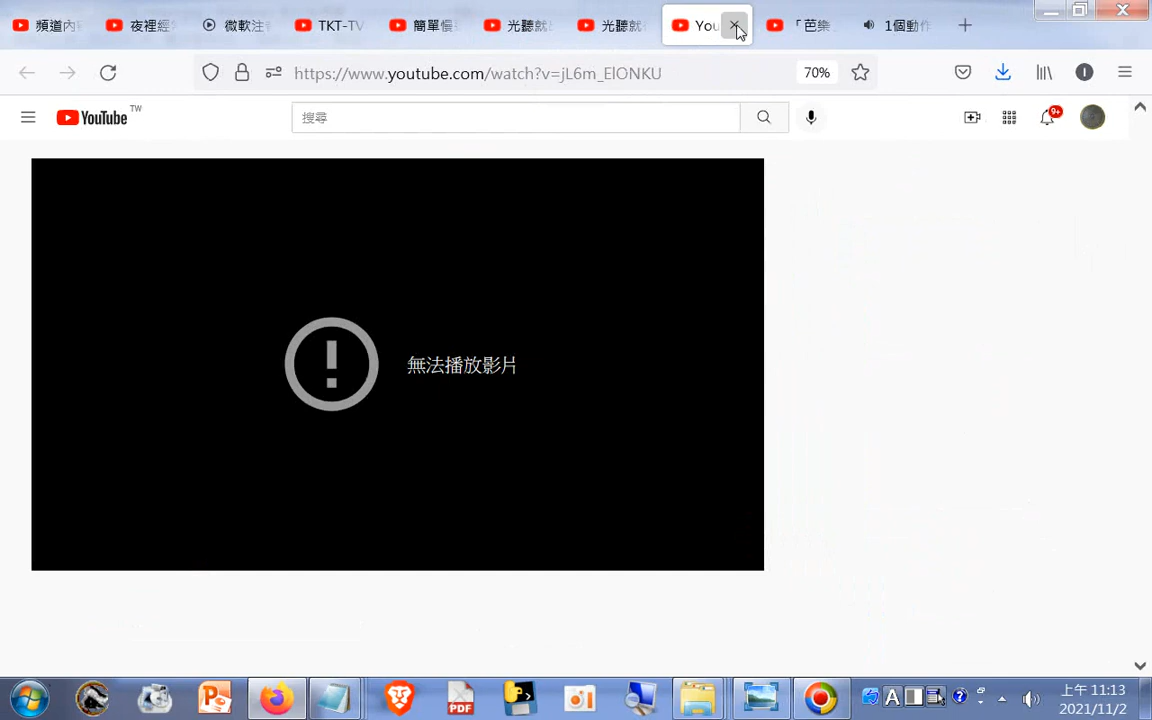 頻道內容
夜裡經
微軟注
TKT-TV
簡單慢
光聽就
光聽就
You
「芭樂
1個動作
https://www.youtube.com/watch?v=jL6m_ElONKU
70%
YouTube TW
搜尋
9+
無法播放影片
PDF
A
上午 11:13
2021/11/2